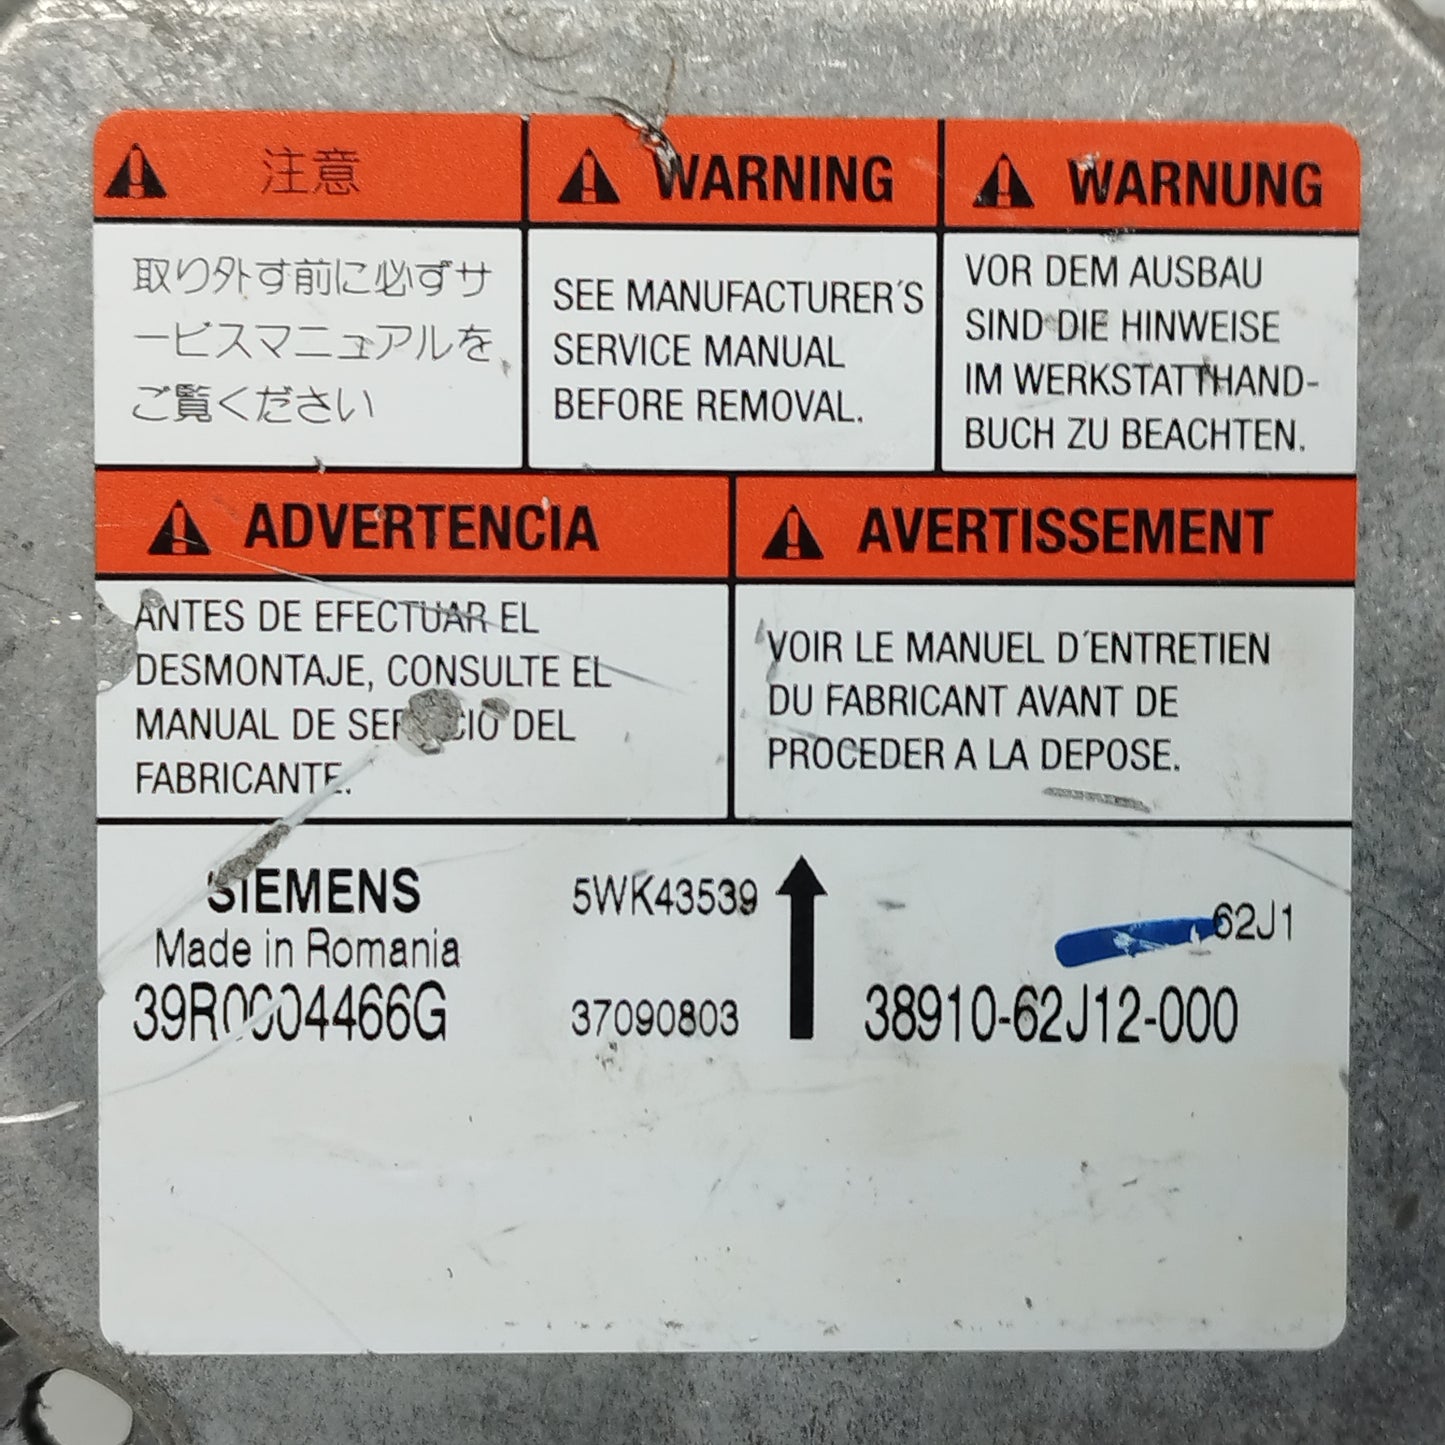 注意
取り外す前に必ずサ
ービスマニュアルを
ご覧ください
WARNING
SEE MANUFACTURER'S
SERVICE MANUAL
BEFORE REMOVAL.
WARNUNG
VOR DEM AUSBAU
SIND DIE HINWEISE
IM WERKSTATTHAND-
BUCH ZU BEACHTEN.
ADVERTENCIA
ANTES DE EFECTUAR EL
DESMONTAJE, CONSULTE EL
MANUAL DE SERVICIO DEL
FABRICANTE.
AVERTISSEMENT
VOIR LE MANUEL D'ENTRETIEN
DU FABRICANT AVANT DE
PROCEDER A LA DEPOSE.
SIEMENS
Made in Romania
39R0004466G
5WK43539
37090803
62J1
38910-62J12-000